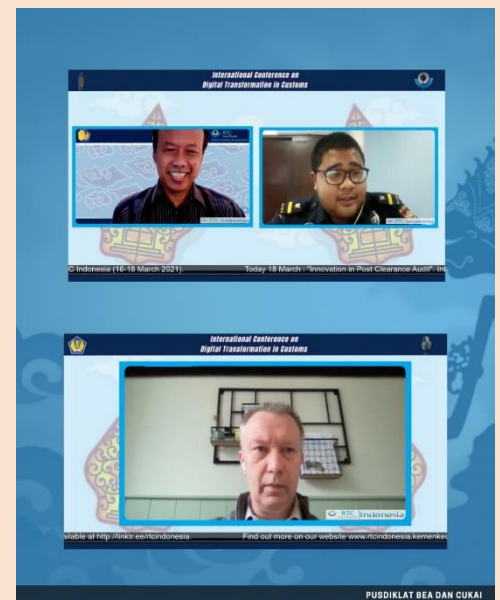 International Conference on
Digital Transformation in Customs
RTC
RTC Indonesia
Indonesia
C Indonesia (16-18 March 2021).
Today 18 March : "Innovation in Post Clearance Audit". Int
International Conference on
Digital Transformation in Customs
RTC Indonesia
ailable at http://linktr.ee/rtcindonesia.
Find out more on our website www.rtcindonesia.kemenkeu
PUSDIKLAT BEA DAN CUKAI